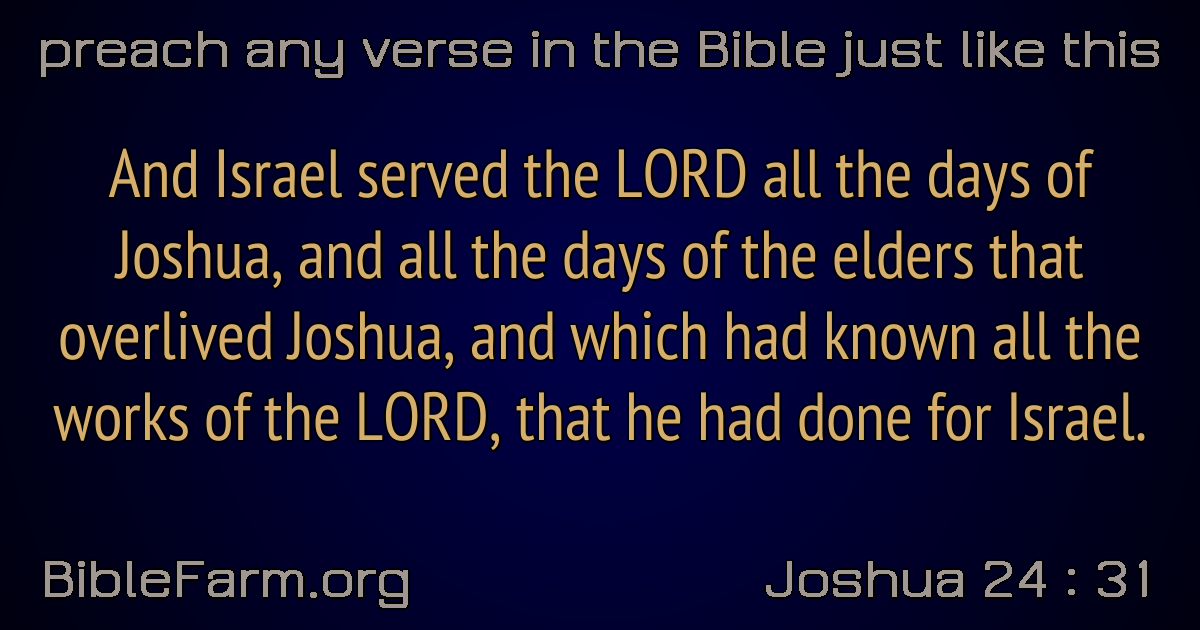 preach any verse in the Bible just like this
And Israel served the LORD all the days of
Joshua, and all the days of the elders that
overlived Joshua, and which had known all the
works of the LORD, that he had done for Israel.
BibleFarm.org
Joshua 24 : 31